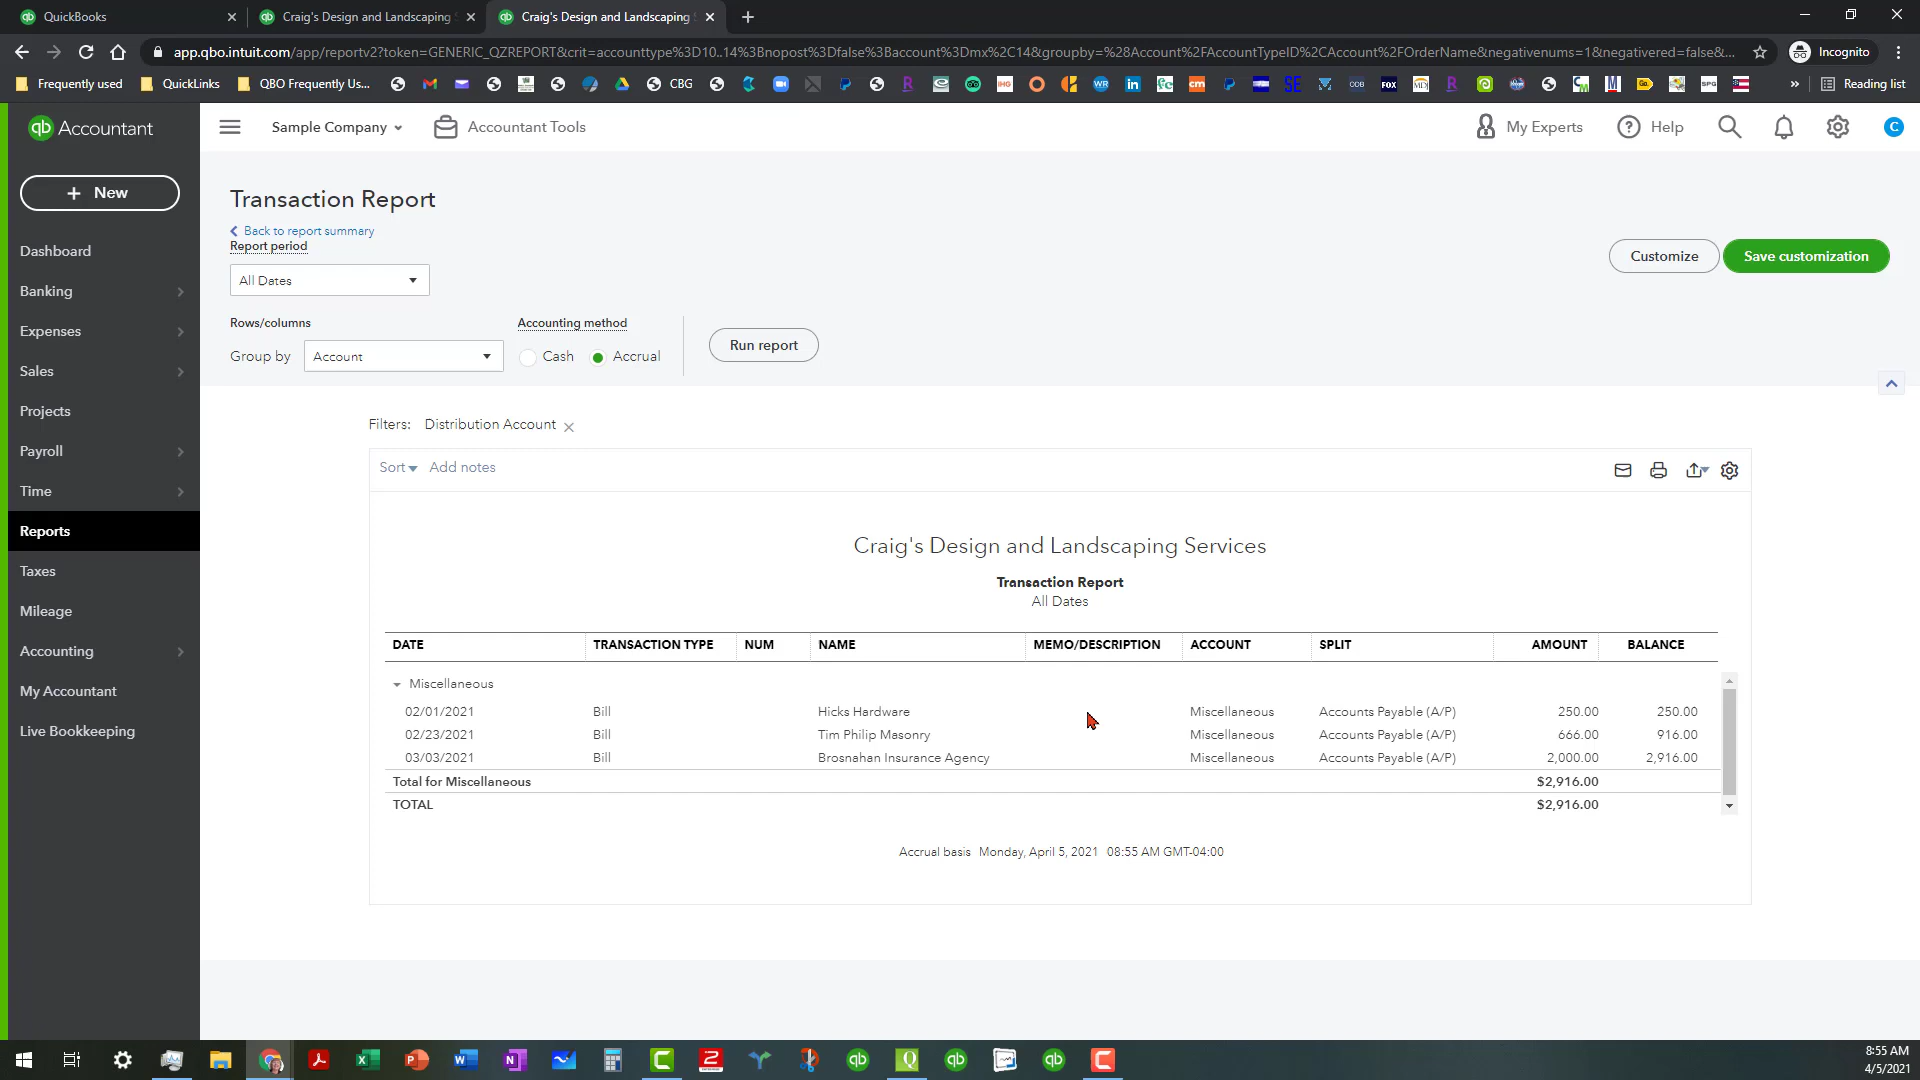 QuickBooks
Craig's Design and Landscaping
Craig's Design and Landscaping
app.qbo.intuit.com/app/reportv2?token=GENERIC_QZREPORT&crit=accounttype%3D10..14%3Bnopost%3Dfalse%3Baccount%3Dmx%2C14&groupby=%28Account%2FAccountTypeID%2CAccount%2FOrderName&negativenums=1&negativered=false&...
Incognito
Frequently used
QuickLinks
QBO Frequently Us...
CBG
Reading list
qb Accountant
Sample Company
Accountant Tools
My Experts
Help
C
+ New
Dashboard
Banking
Expenses
Sales
Projects
Payroll
Time
Reports
Taxes
Mileage
Accounting
My Accountant
Live Bookkeeping
Transaction Report
Back to report summary
Report period
All Dates
Customize
Save customization
Rows/columns
Accounting method
Group by
Account
Cash
Accrual
Run report
Filters: Distribution Account
Sort Add notes
Craig's Design and Landscaping Services
Transaction Report
All Dates
DATE TRANSACTION TYPE NUM NAME MEMO/DESCRIPTION ACCOUNT SPLIT AMOUNT BALANCE
Miscellaneous
02/01/2021 Bill Hicks Hardware Miscellaneous Accounts Payable (A/P) 250.00 250.00
02/23/2021 Bill Tim Philip Masonry Miscellaneous Accounts Payable (A/P) 666.00 916.00
03/03/2021 Bill Brosnahan Insurance Agency Miscellaneous Accounts Payable (A/P) 2,000.00 2,916.00
Total for Miscellaneous $2,916.00
TOTAL $2,916.00
Accrual basis Monday, April 5, 2021 08:55 AM GMT-04:00
8:55 AM
4/5/2021